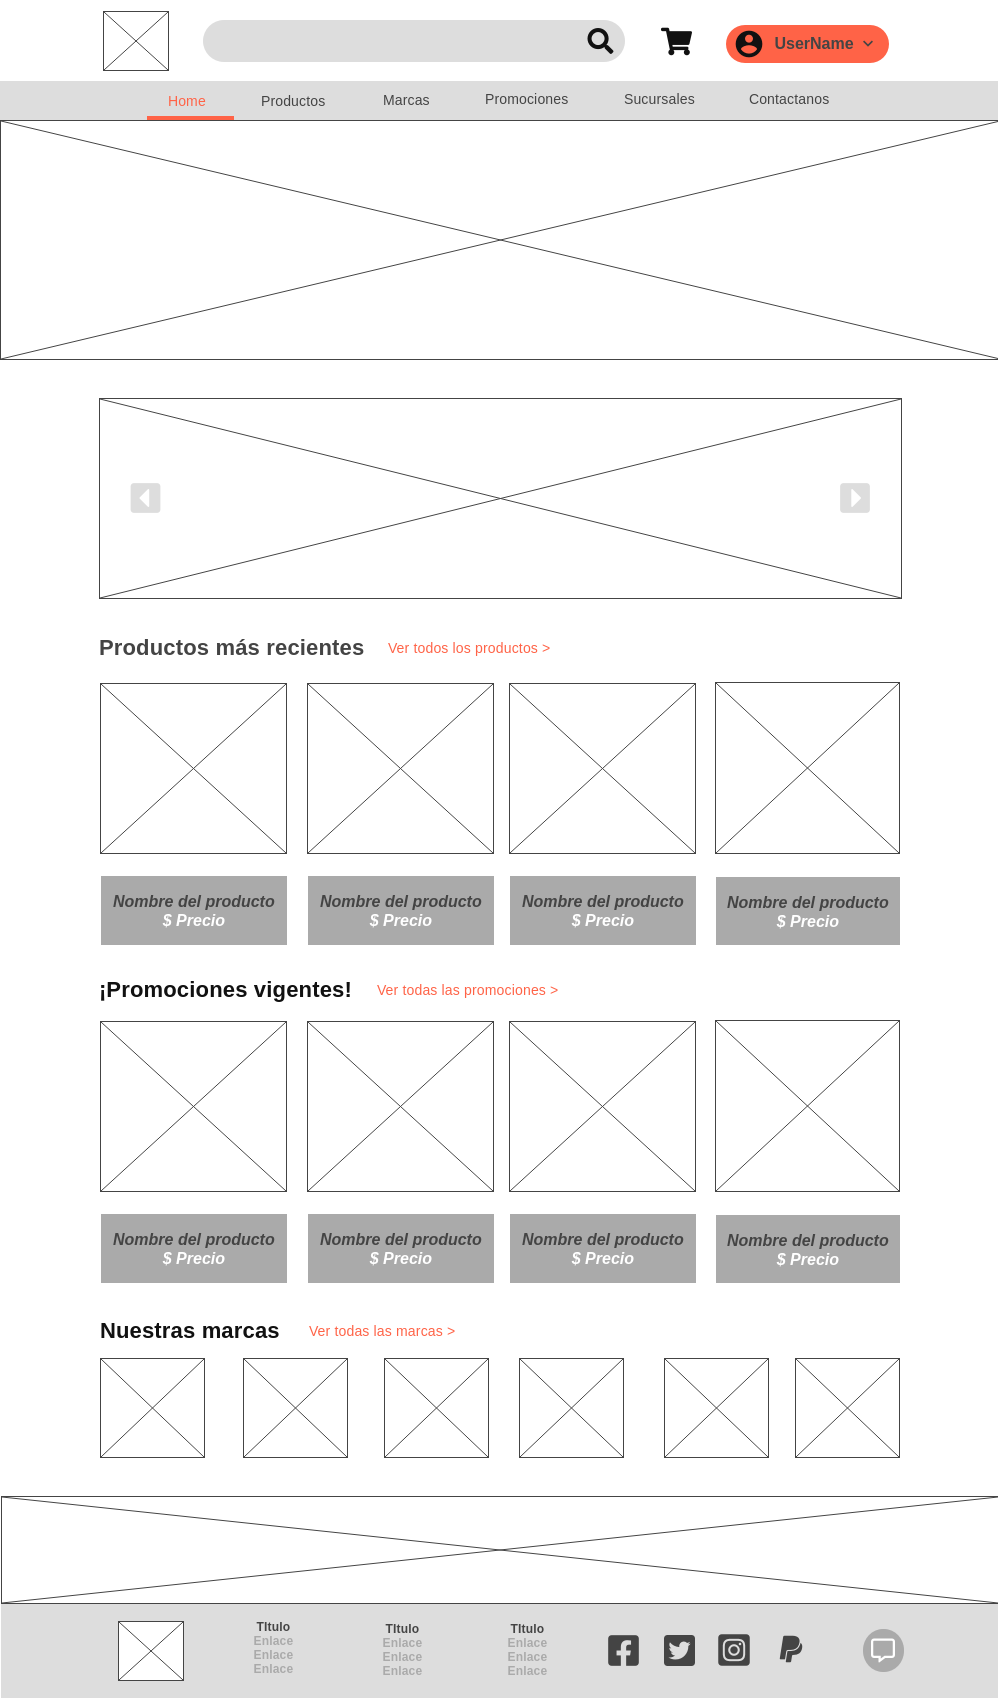 UserName
Home Productos Marcas Promociones Sucursales Contactanos
Productos más recientes Ver todos los productos >
Nombre del producto
$ Precio
Nombre del producto
$ Precio
Nombre del producto
$ Precio
Nombre del producto
$ Precio
¡Promociones vigentes! Ver todas las promociones >
Nombre del producto
$ Precio
Nombre del producto
$ Precio
Nombre del producto
$ Precio
Nombre del producto
$ Precio
Nuestras marcas Ver todas las marcas >
TItulo
Enlace
Enlace
Enlace
TItulo
Enlace
Enlace
Enlace
TItulo
Enlace
Enlace
Enlace